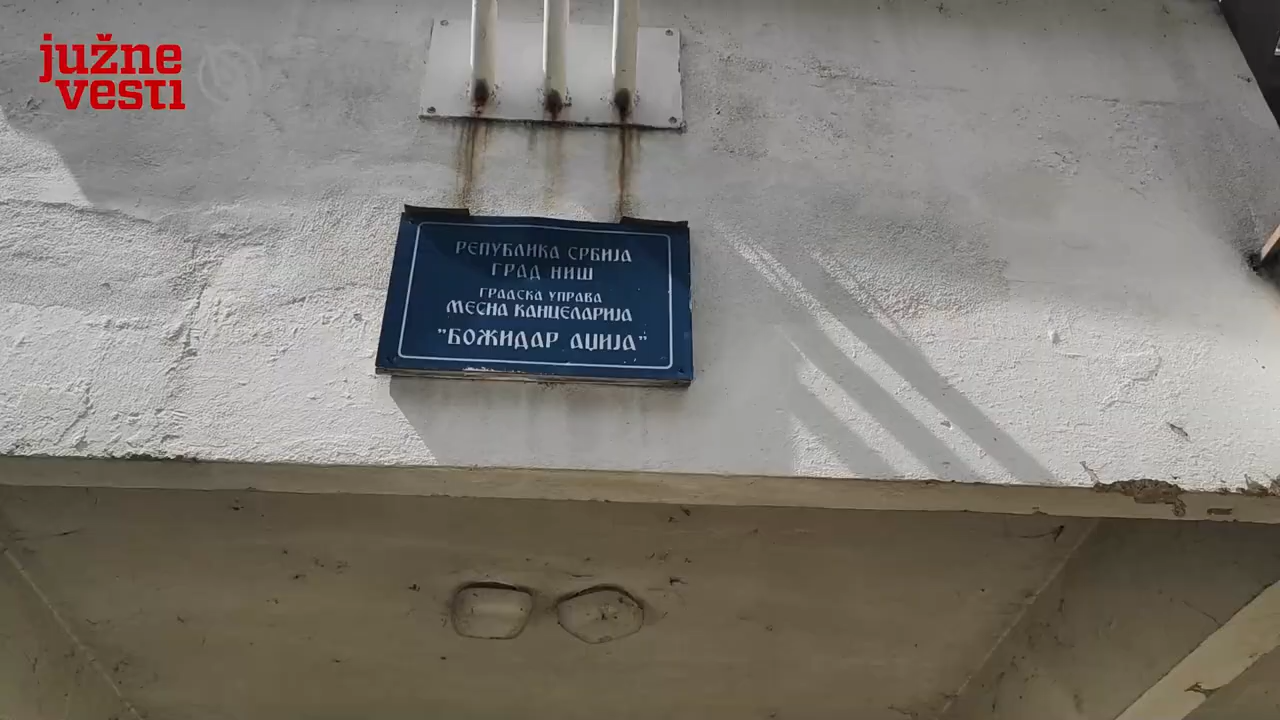 južne
vesti
РЕПУБЛИКА СРБИЈА
ГРАД НИШ
ГРАДСКА УПРАВА
МЕСНА КАНЦЕЛАРИЈА
"БОЖИДАР АЏИЈА"